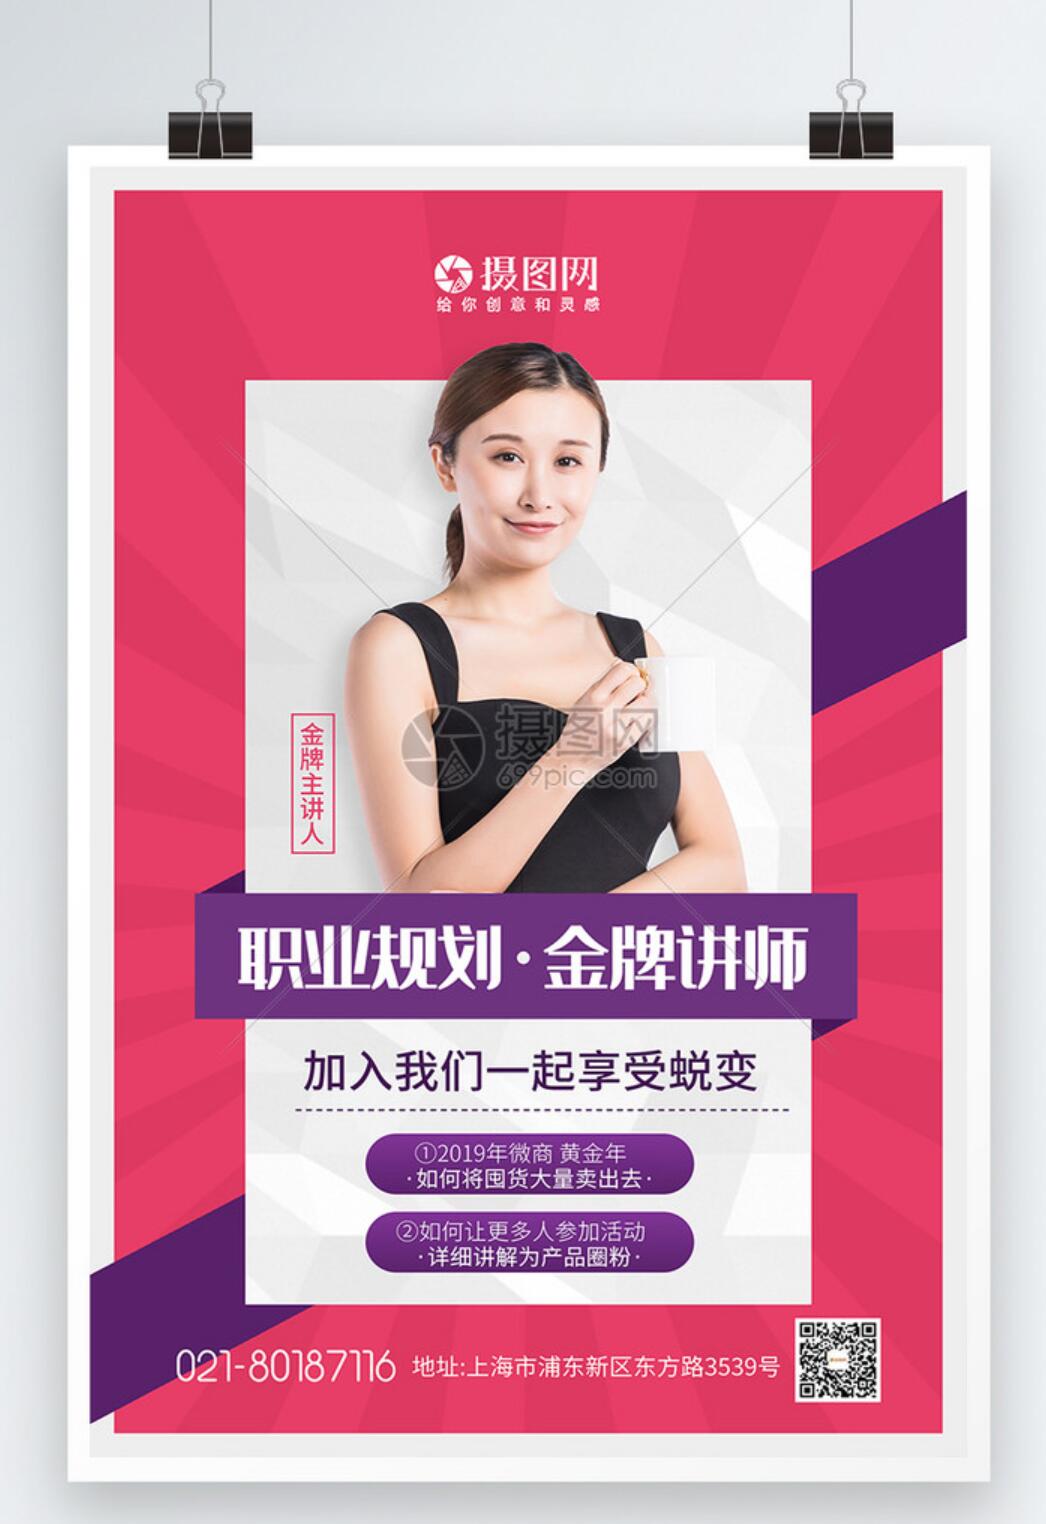 摄图网
给你创意和灵感
金牌主讲人
摄图网
699pic.com
职业规划·金牌讲师
加入我们一起享受蜕变
①2019年微商 黄金年
·如何将囤货大量卖出去·
②如何让更多人参加活动
·详细讲解为产品圈粉·
021-80187116 地址:上海市浦东新区东方路3539号